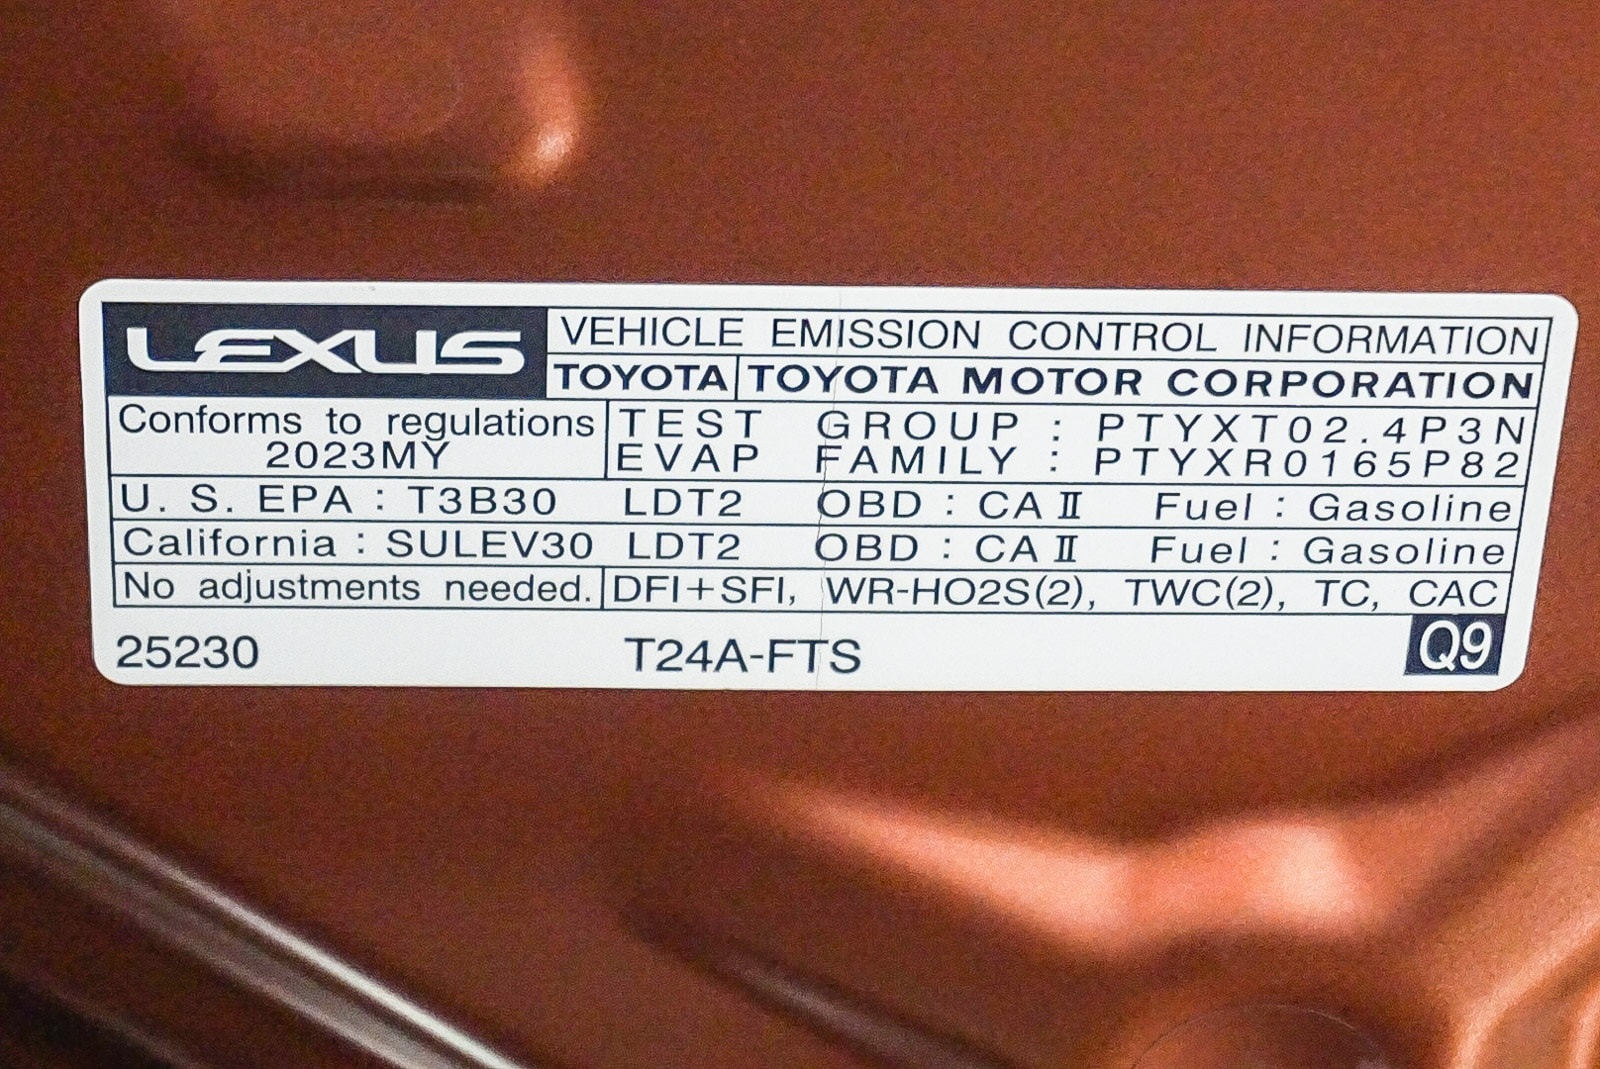 LEXUS VEHICLE EMISSION CONTROL INFORMATION
TOYOTA TOYOTA MOTOR CORPORATION
Conforms to regulations TEST GROUP : PTYXT02.4P3N
2023MY EVAP FAMILY : PTYXR0165P82
U. S. EPA : T3B30 LDT2 OBD : CA II Fuel : Gasoline
California : SULEV30 LDT2 OBD : CA II Fuel : Gasoline
No adjustments needed. DFI+SFI, WR-HO2S(2), TWC(2), TC, CAC
25230 T24A-FTS Q9